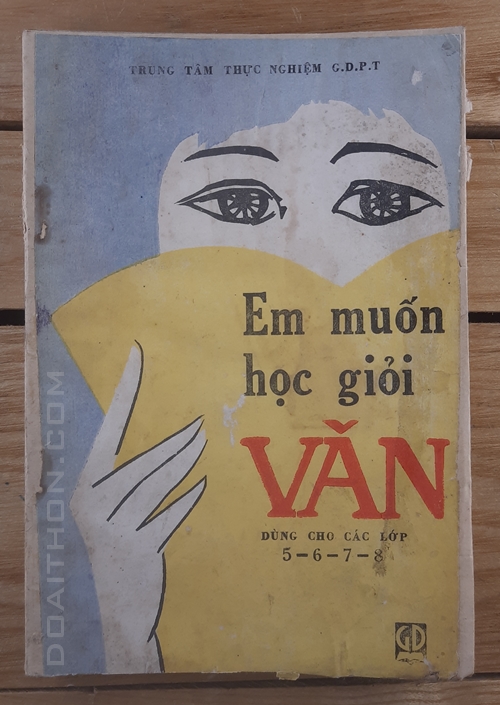 TRUNG TÂM THỰC NGHIỆM G.D.P.T
Em muốn
học giỏi
VĂN
DÙNG CHO CÁC LỚP
5-6-7-8
GD
DOAITHON.COM